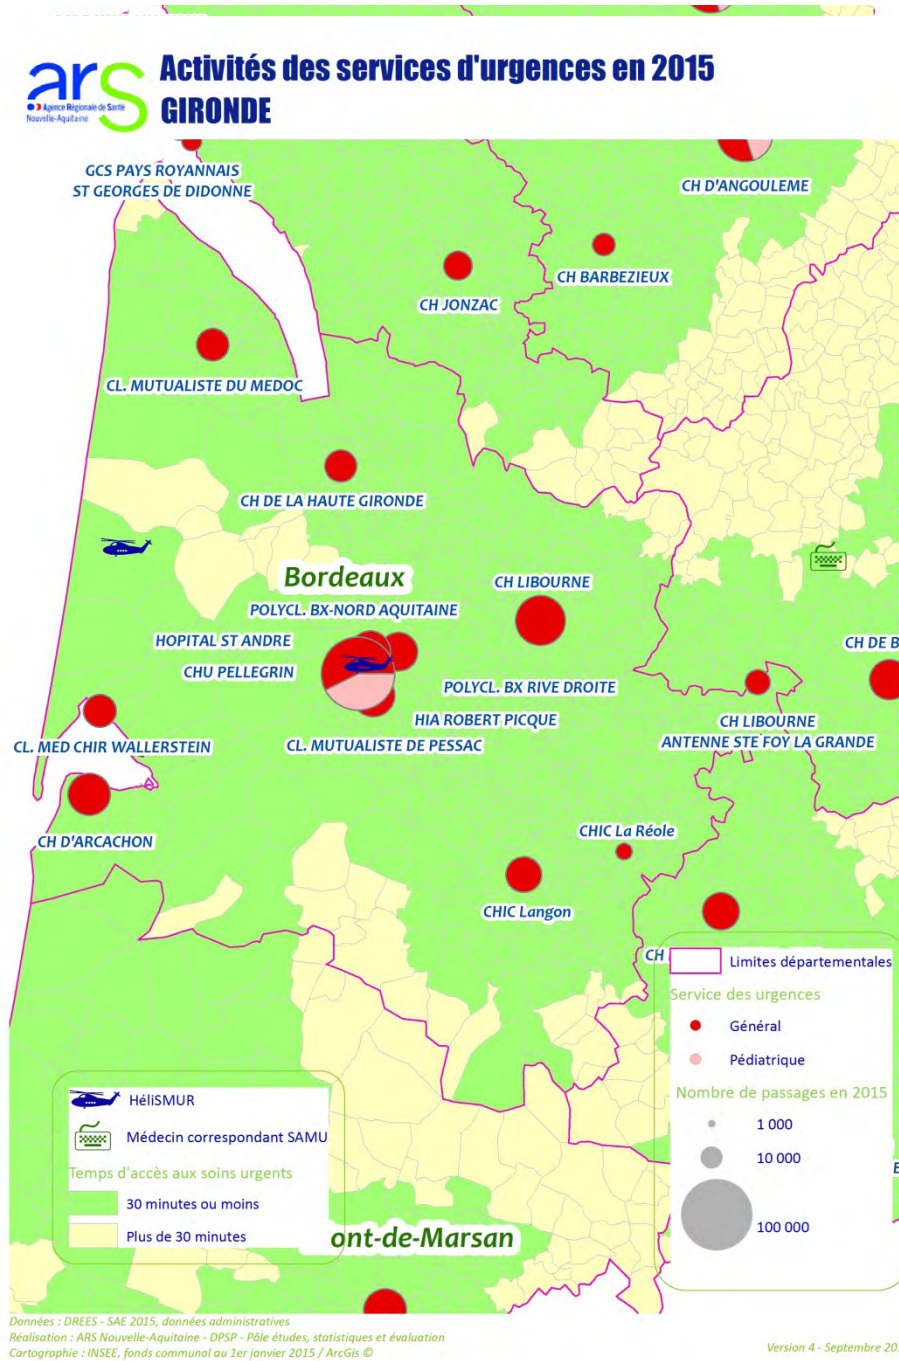 ars
Agence Régionale de Santé
Nouvelle-Aquitaine
Activités des services d'urgences en 2015
GIRONDE
GCS PAYS ROYANNAIS
ST GEORGES DE DIDONNE
CH D'ANGOULEME
CH BARBEZIEUX
CH JONZAC
CL. MUTUALISTE DU MEDOC
CH DE LA HAUTE GIRONDE
Bordeaux
CH LIBOURNE
POLYCL. BX-NORD AQUITAINE
HOPITAL ST ANDRE
CH DE B
CHU PELLEGRIN
POLYCL. BX RIVE DROITE
HIA ROBERT PICQUE
CH LIBOURNE
ANTENNE STE FOY LA GRANDE
CL. MED CHIR WALLERSTEIN
CL. MUTUALISTE DE PESSAC
CH D'ARCACHON
CHIC La Réole
CHIC Langon
CH
Limites départementales
Service des urgences
Général
Pédiatrique
Nombre de passages en 2015
1 000
10 000
100 000
HéliSMUR
Médecin correspondant SAMU
Temps d'accès aux soins urgents
30 minutes ou moins
Plus de 30 minutes
ont-de-Marsan
Données : DREES - SAE 2015, données administratives
Réalisation : ARS Nouvelle-Aquitaine - DPSP - Pôle études, statistiques et évaluation
Cartographie : INSEE, fonds communal au 1er janvier 2015 / ArcGis ©
Version 4 - Septembre 20